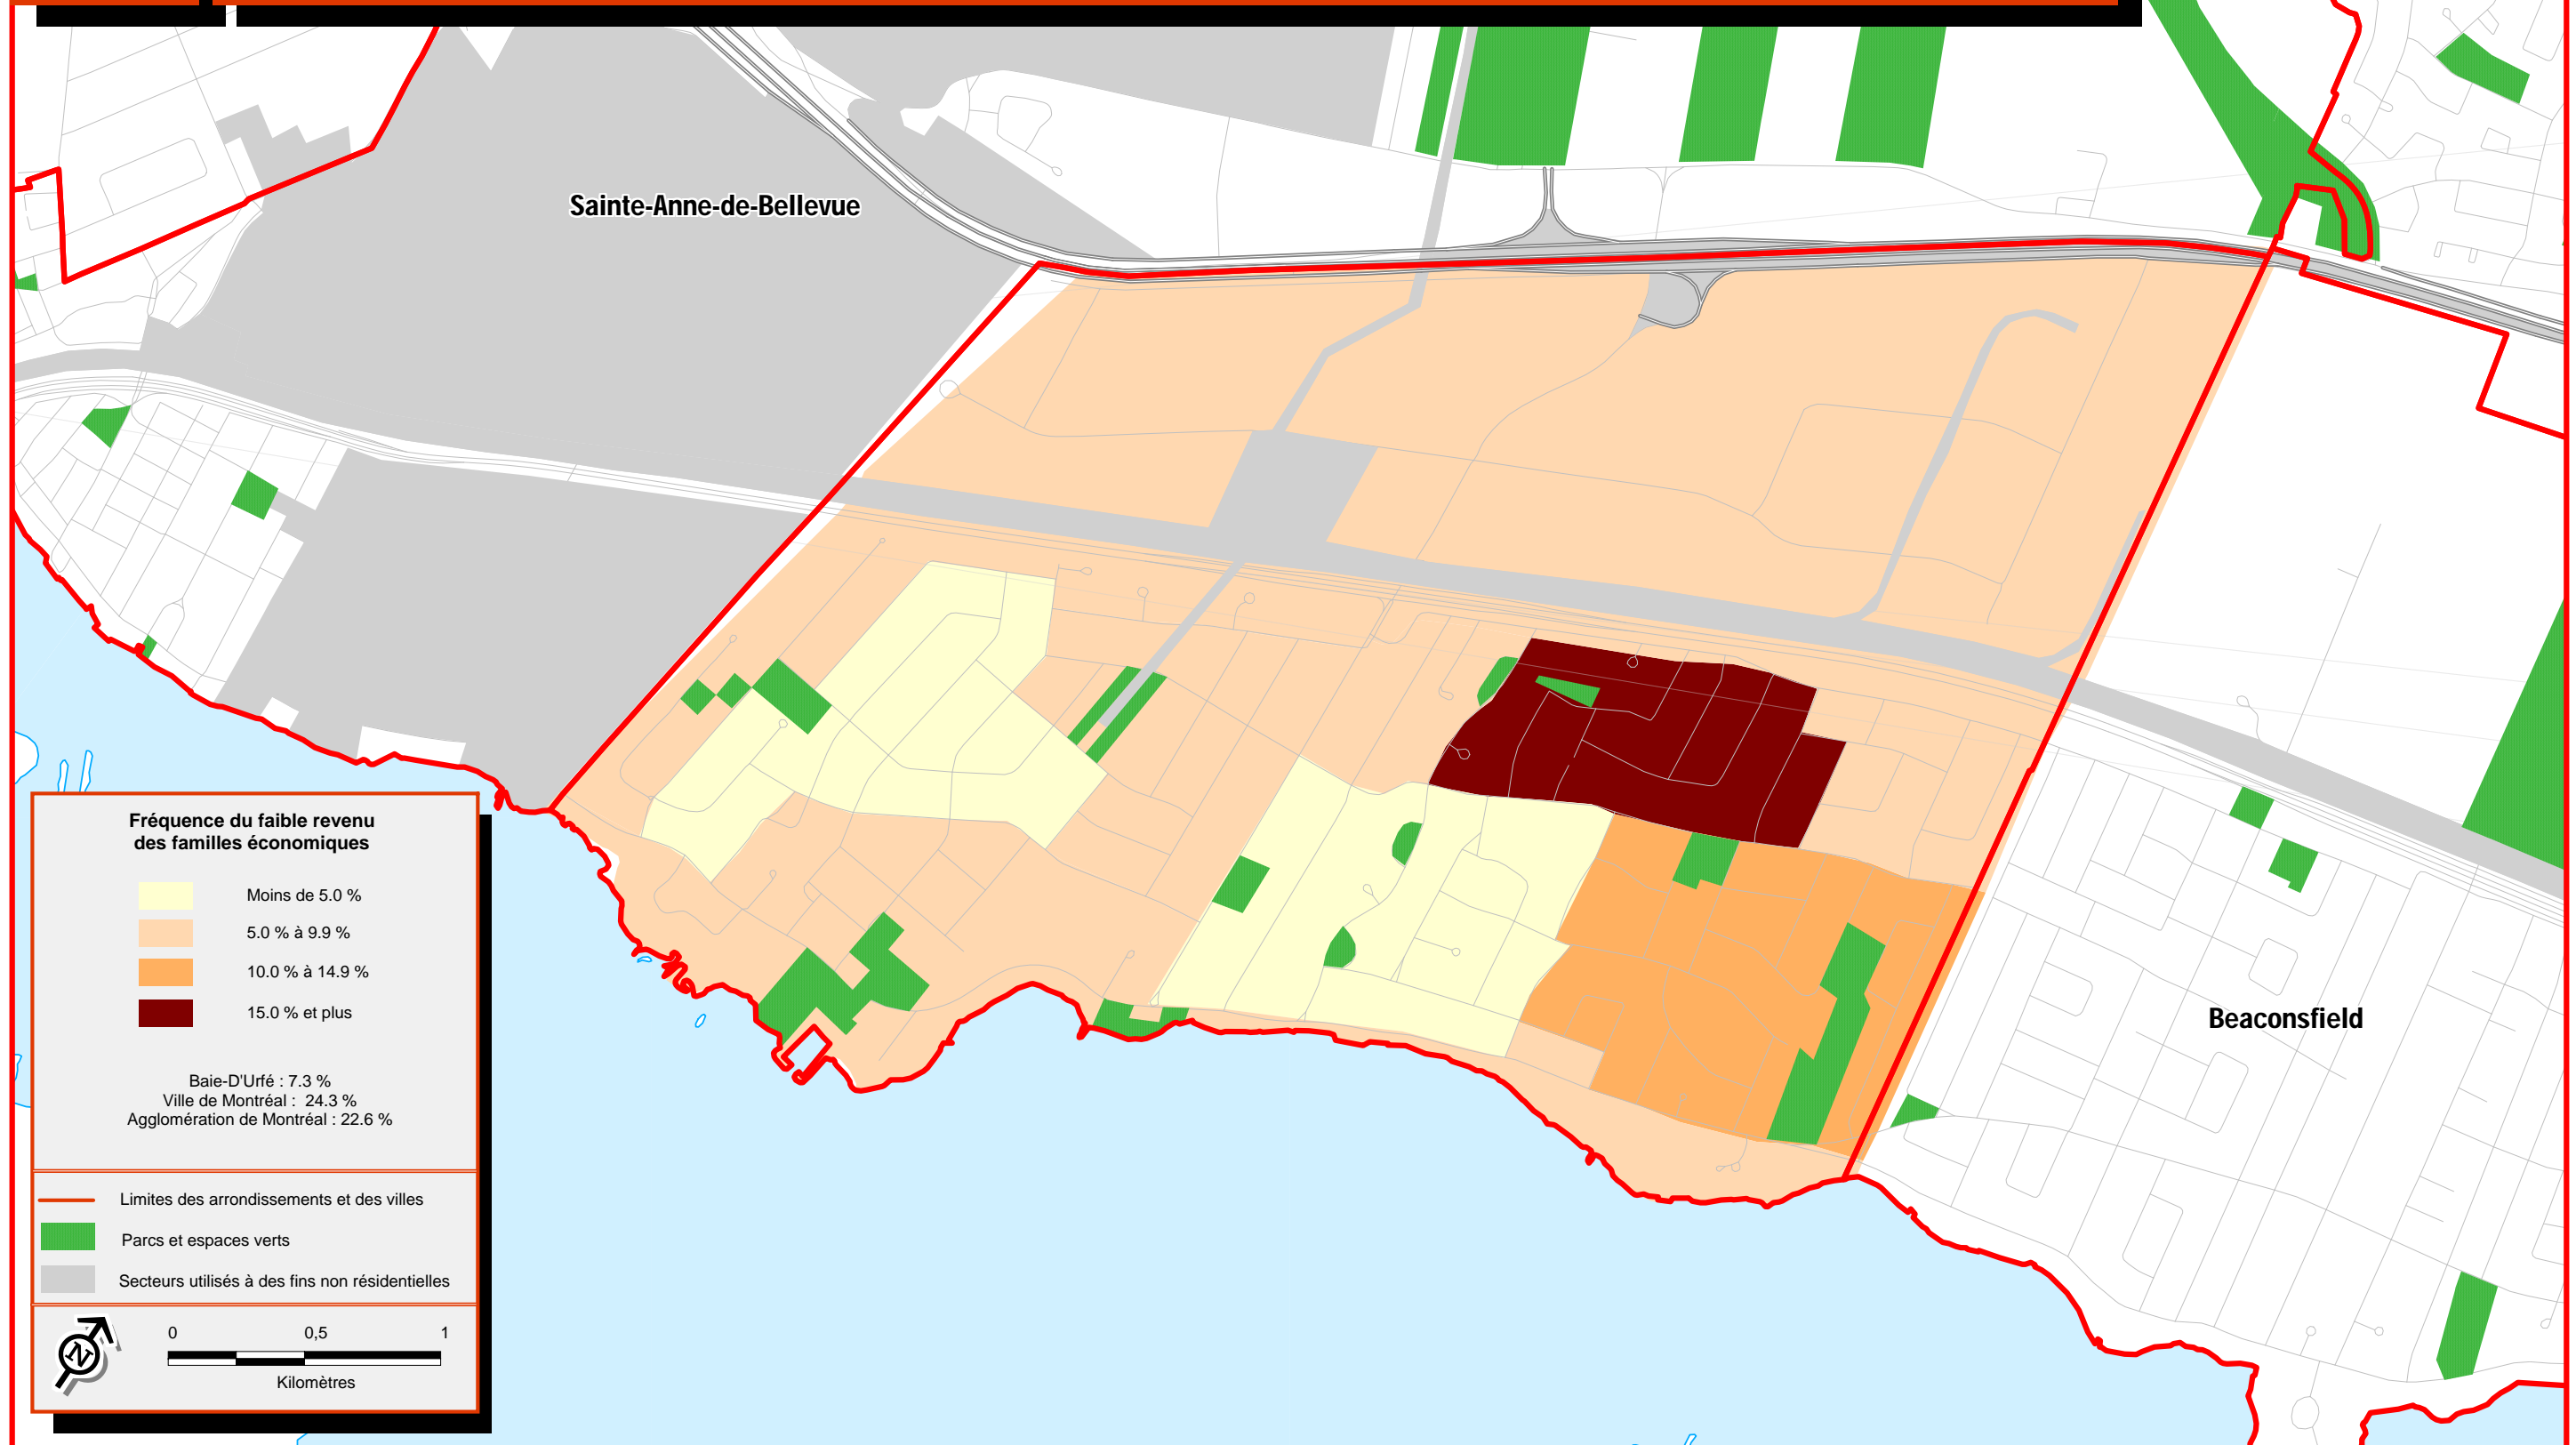 Sainte-Anne-de-Bellevue
Beaconsfield
Fréquence du faible revenu
des familles économiques
Moins de 5.0 %
5.0 % à 9.9 %
10.0 % à 14.9 %
15.0 % et plus
Baie-D'Urfé : 7.3 %
Ville de Montréal : 24.3 %
Agglomération de Montréal : 22.6 %
Limites des arrondissements et des villes
Parcs et espaces verts
Secteurs utilisés à des fins non résidentielles
N
0 0,5 1
Kilomètres